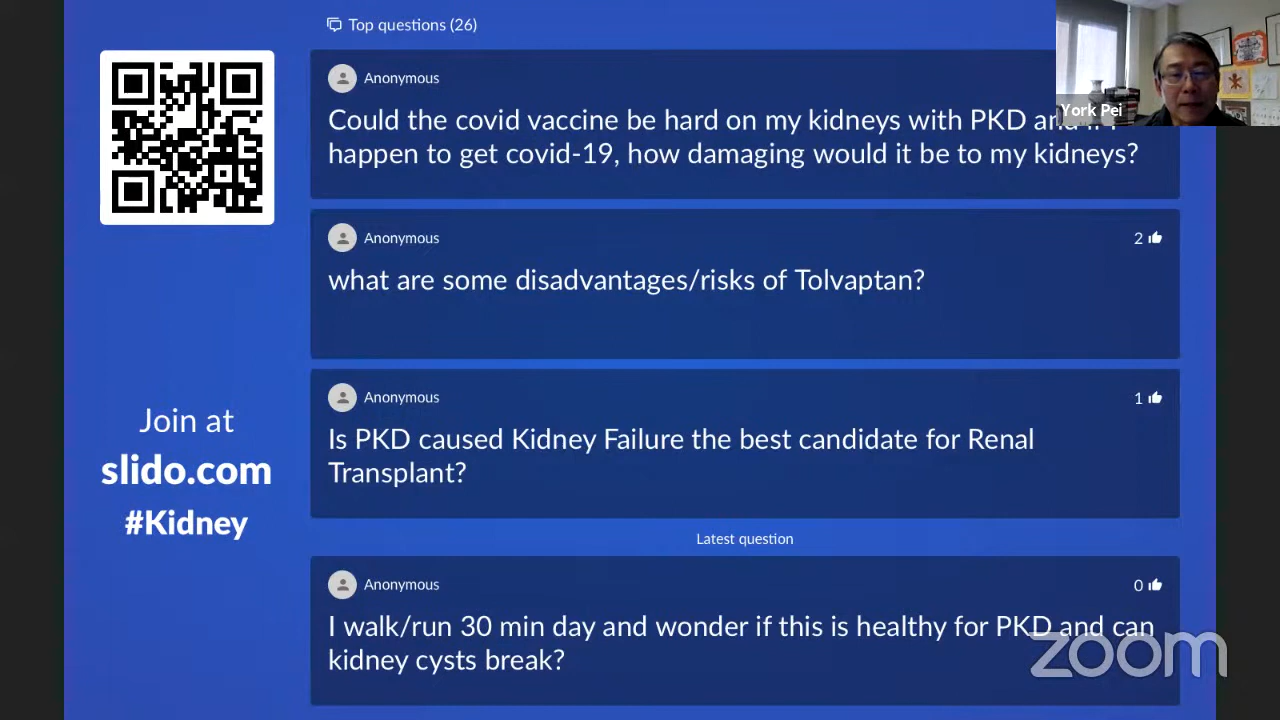 Top questions (26)
Anonymous
Could the covid vaccine be hard on my kidneys with PKD and if I
happen to get covid-19, how damaging would it be to my kidneys?
York Pei
Anonymous
2
what are some disadvantages/risks of Tolvaptan?
Anonymous
1
Is PKD caused Kidney Failure the best candidate for Renal
Transplant?
Join at
slido.com
#Kidney
Latest question
Anonymous
0
I walk/run 30 min day and wonder if this is healthy for PKD and can
kidney cysts break?
zoom